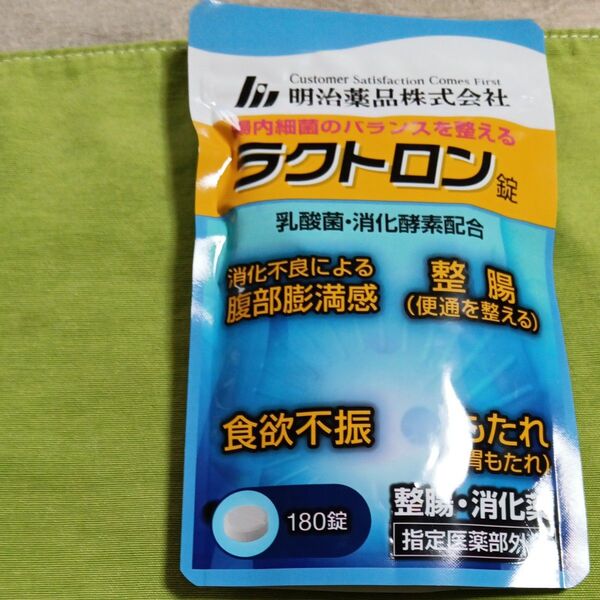 Customer Satisfaction Comes First
明治薬品株式会社
腸内細菌のバランスを整える
ラクトロン錠
乳酸菌・消化酵素配合
消化不良による
腹部膨満感
整腸
(便通を整える)
食欲不振
もたれ
(胃もたれ)
180錠
整腸・消化薬
指定医薬部外